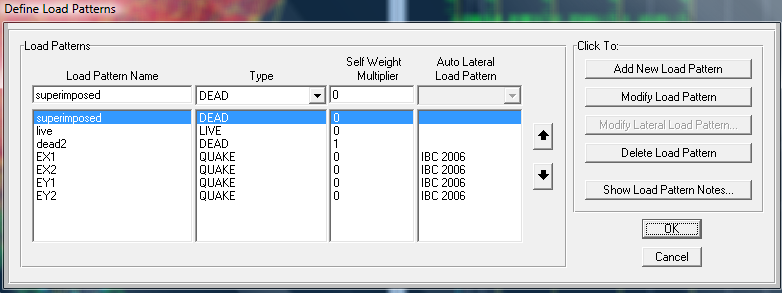 Define Load Patterns
Load Patterns
Click To:
Load Pattern Name Type Self Weight Multiplier Auto Lateral Load Pattern
superimposed DEAD 0
superimposed DEAD 0
live LIVE 0
dead2 DEAD 1
EX1 QUAKE 0 IBC 2006
EX2 QUAKE 0 IBC 2006
EY1 QUAKE 0 IBC 2006
EY2 QUAKE 0 IBC 2006
Add New Load Pattern
Modify Load Pattern
Modify Lateral Load Pattern...
Delete Load Pattern
Show Load Pattern Notes...
OK
Cancel